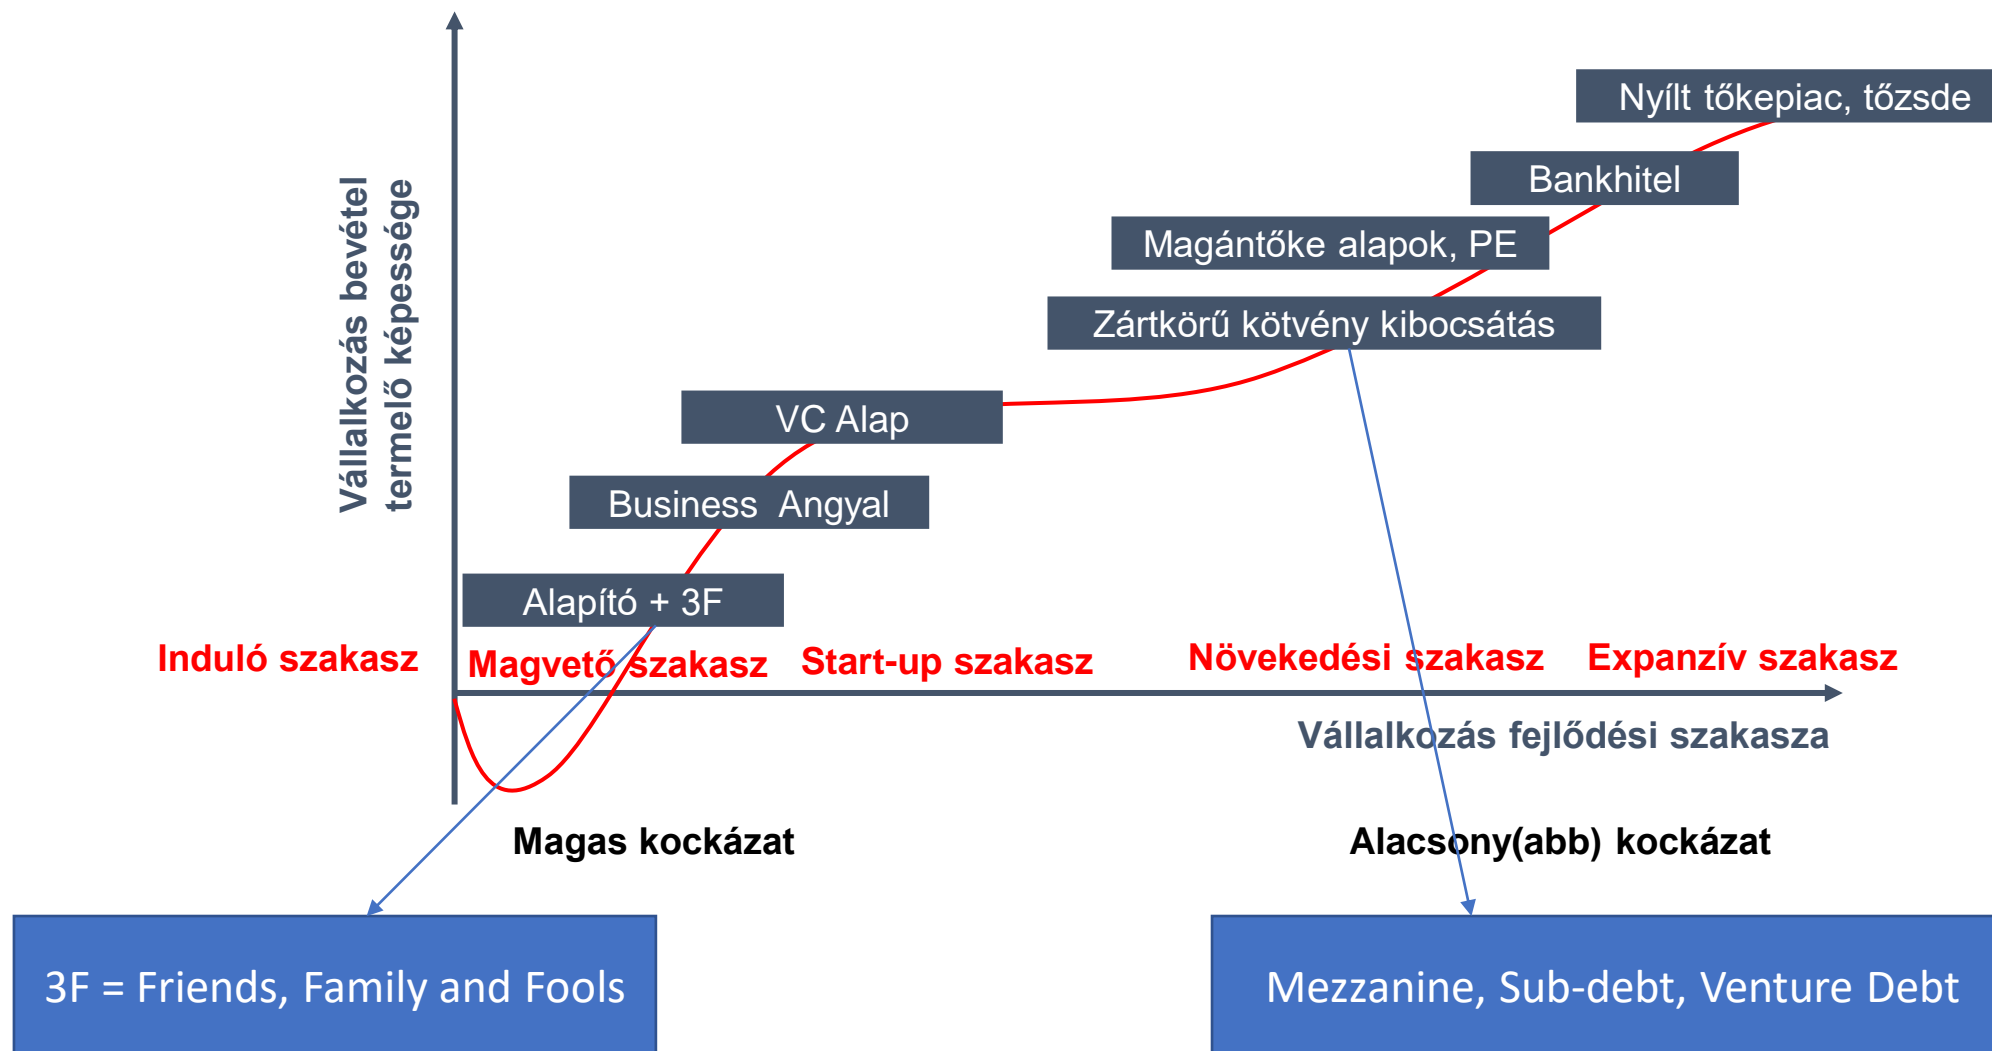 Nyílt tőkepiac, tőzsde
Bankhitel
Magántőke alapok, PE
Zártkörű kötvény kibocsátás
Vállalkozás bevétel
termelő képessége
VC Alap
Business  Angyal
Alapító + 3F
Induló szakasz
Magvető szakasz
Start-up szakasz
Növekedési szakasz
Expanzív szakasz
Vállalkozás fejlődési szakasza
Magas kockázat
Alacsony(abb) kockázat
3F = Friends, Family and Fools
Mezzanine, Sub-debt, Venture Debt